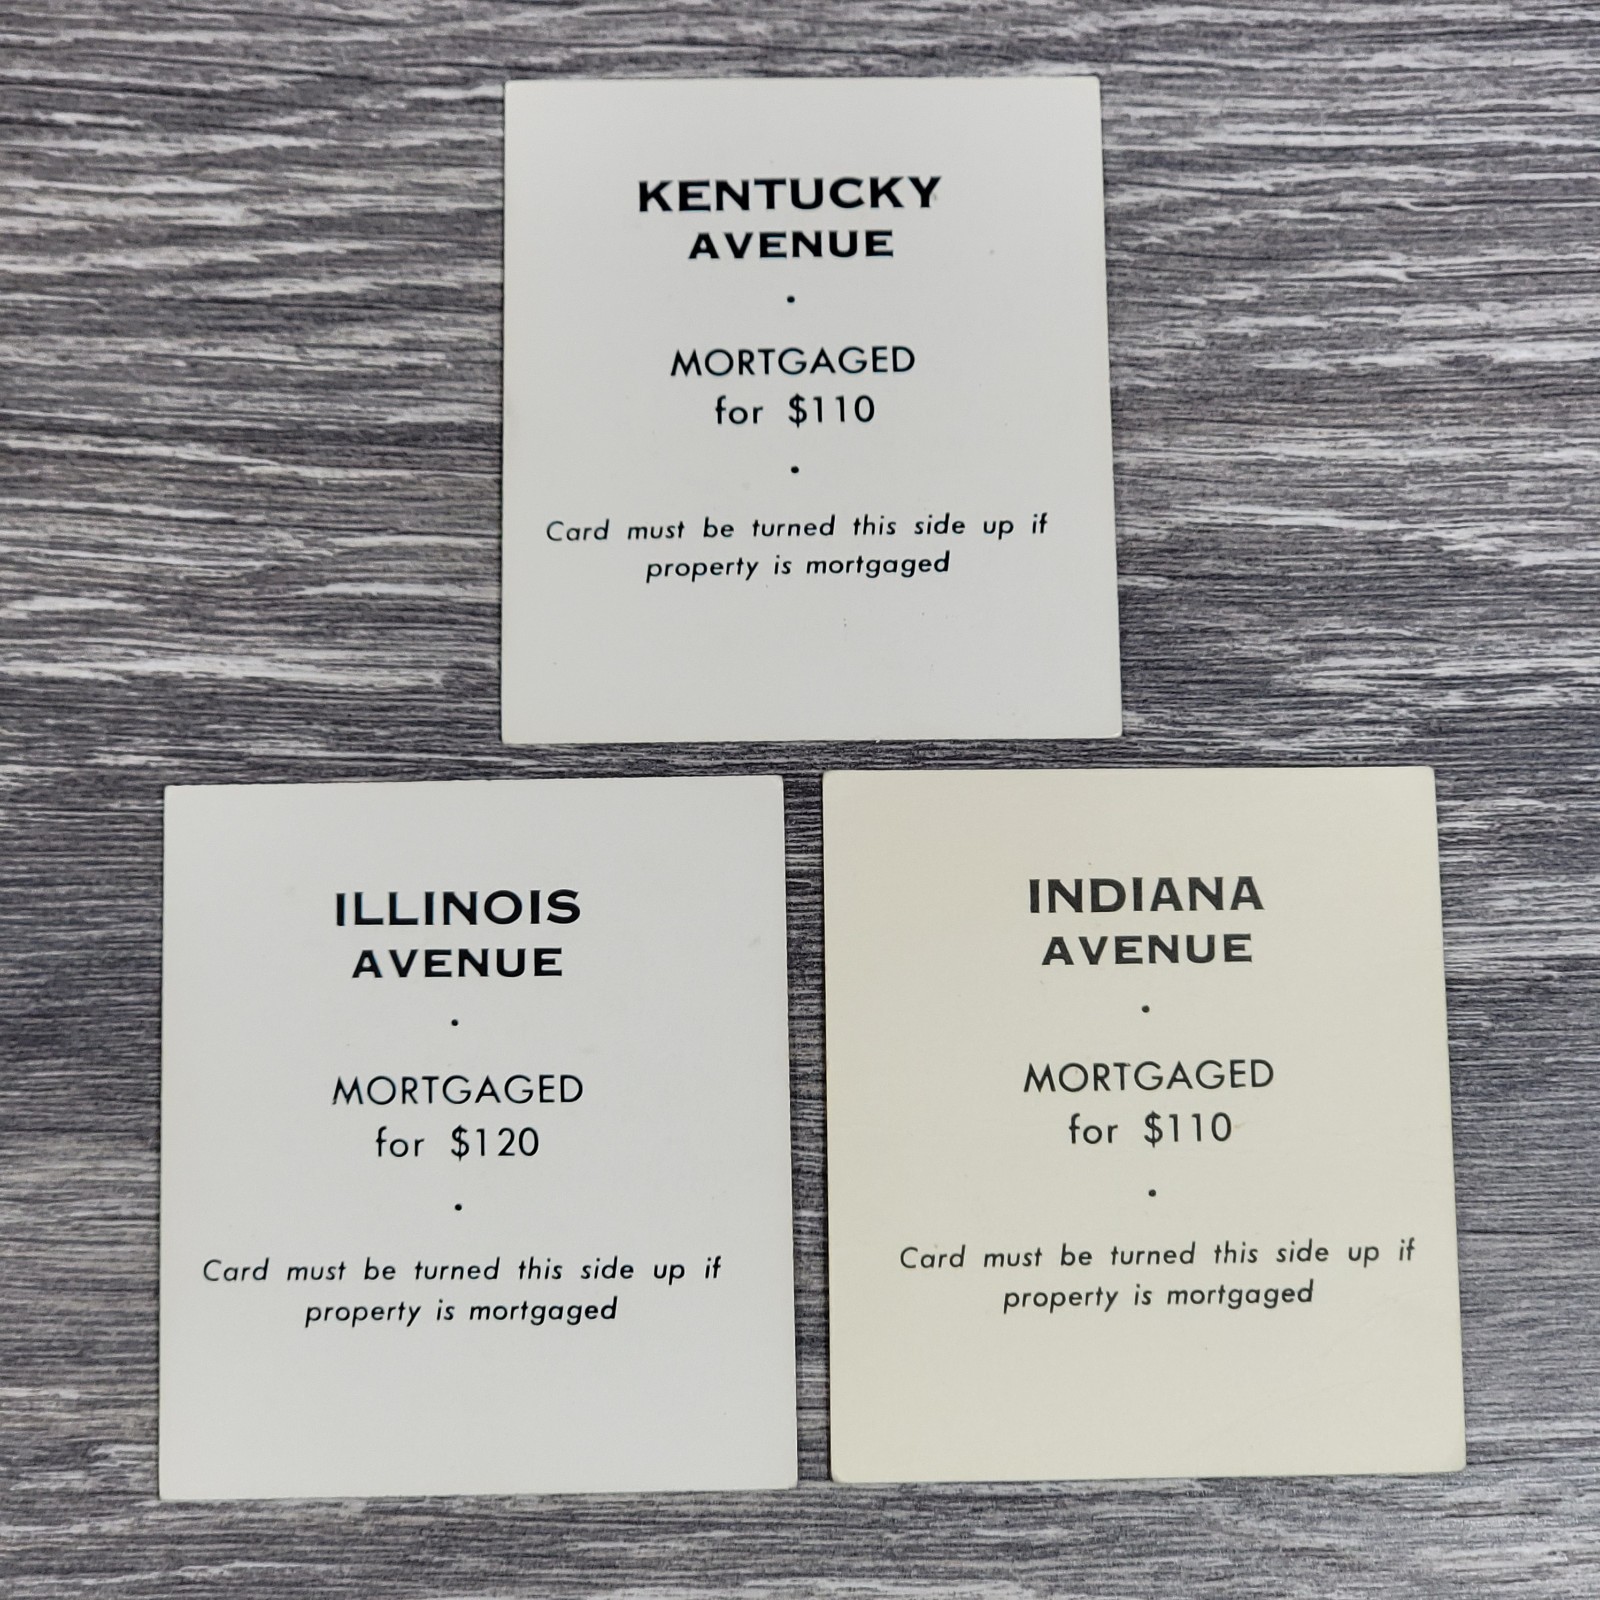 KENTUCKY
AVENUE
•
MORTGAGED
for $110
•
Card must be turned this side up if
property is mortgaged
ILLINOIS
AVENUE
•
MORTGAGED
for $120
•
Card must be turned this side up if
property is mortgaged
INDIANA
AVENUE
•
MORTGAGED
for $110
•
Card must be turned this side up if
property is mortgaged